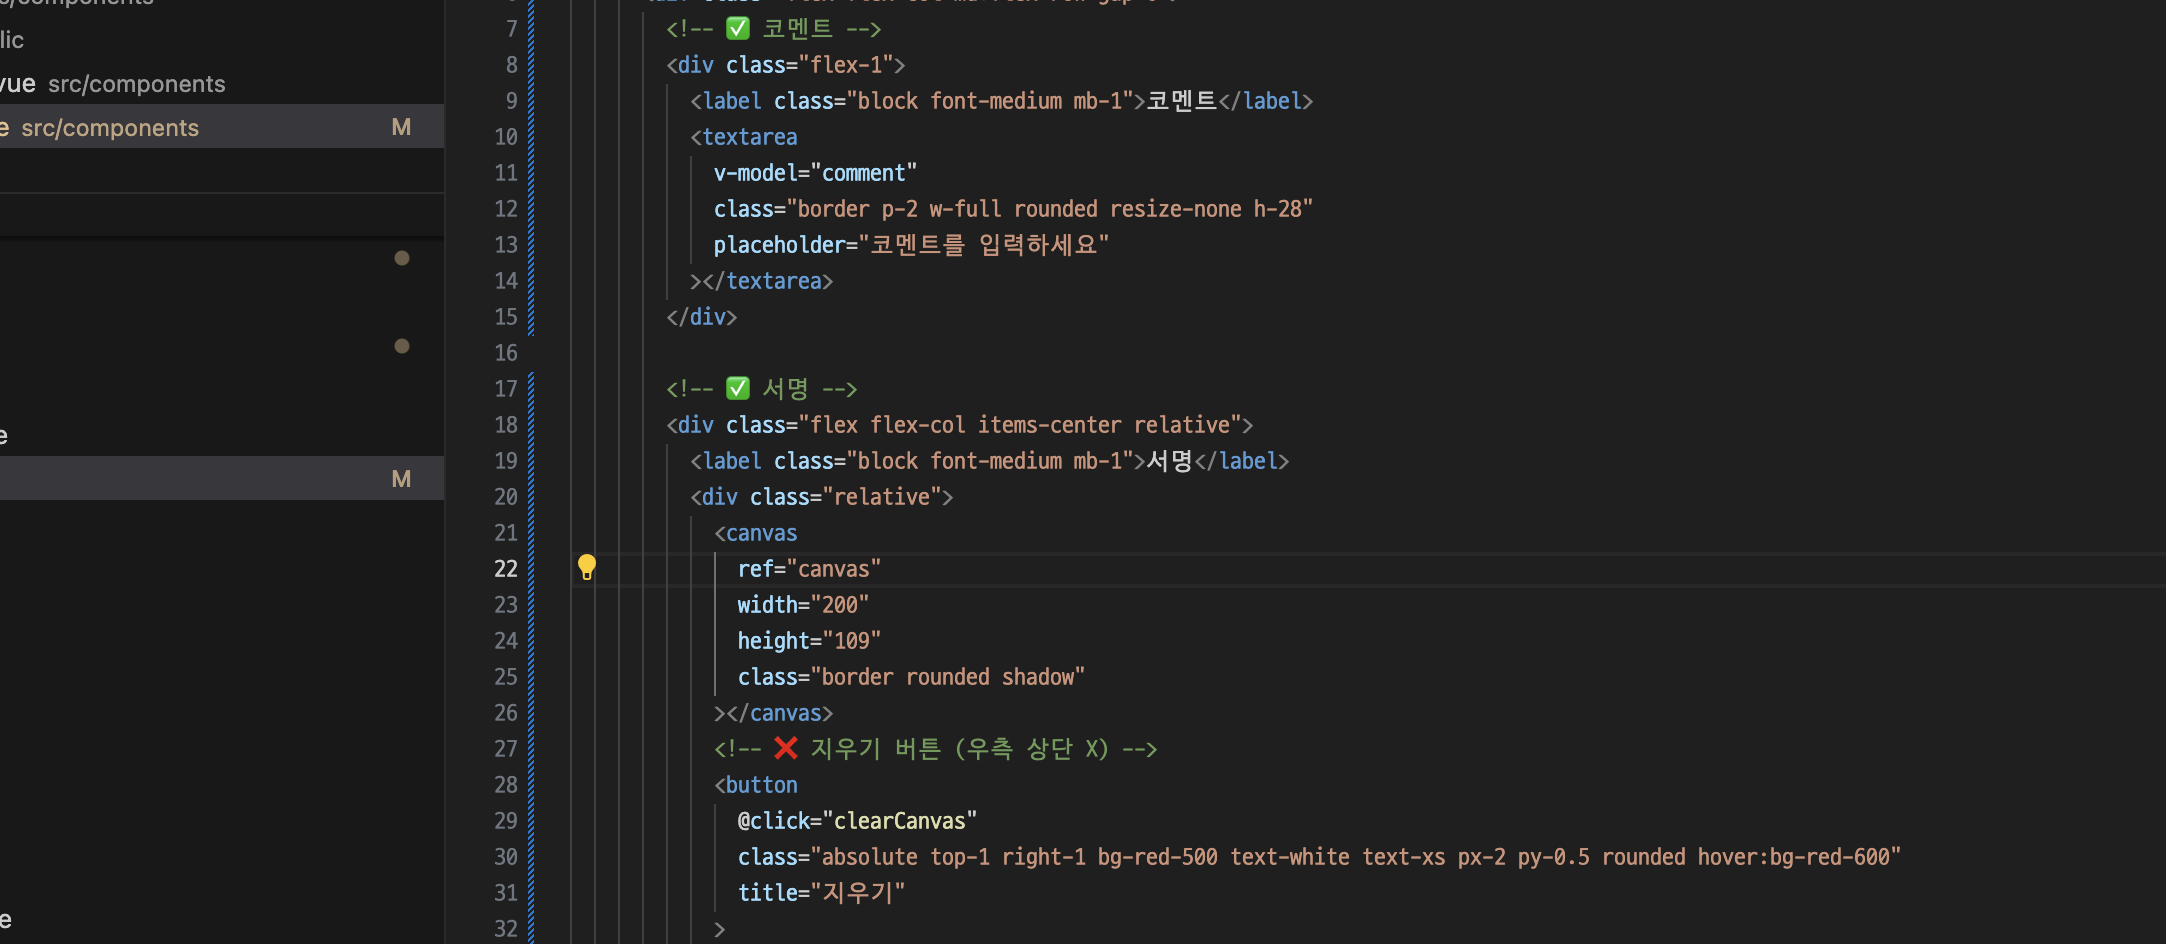 s/components
lic
vue src/components
e src/components M
M
e
e
7 <!-- ✅ 코멘트 -->
8 <div class="flex-1">
9 <label class="block font-medium mb-1">코멘트</label>
10 <textarea
11 v-model="comment"
12 class="border p-2 w-full rounded resize-none h-28"
13 placeholder="코멘트를 입력하세요"
14 ></textarea>
15 </div>
16
17 <!-- ✅ 서명 -->
18 <div class="flex flex-col items-center relative">
19 <label class="block font-medium mb-1">서명</label>
20 <div class="relative">
21 <canvas
22 ref="canvas"
23 width="200"
24 height="109"
25 class="border rounded shadow"
26 ></canvas>
27 <!-- ❌ 지우기 버튼 (우측 상단 X) -->
28 <button
29 @click="clearCanvas"
30 class="absolute top-1 right-1 bg-red-500 text-white text-xs px-2 py-0.5 rounded hover:bg-red-600"
31 title="지우기"
32 >